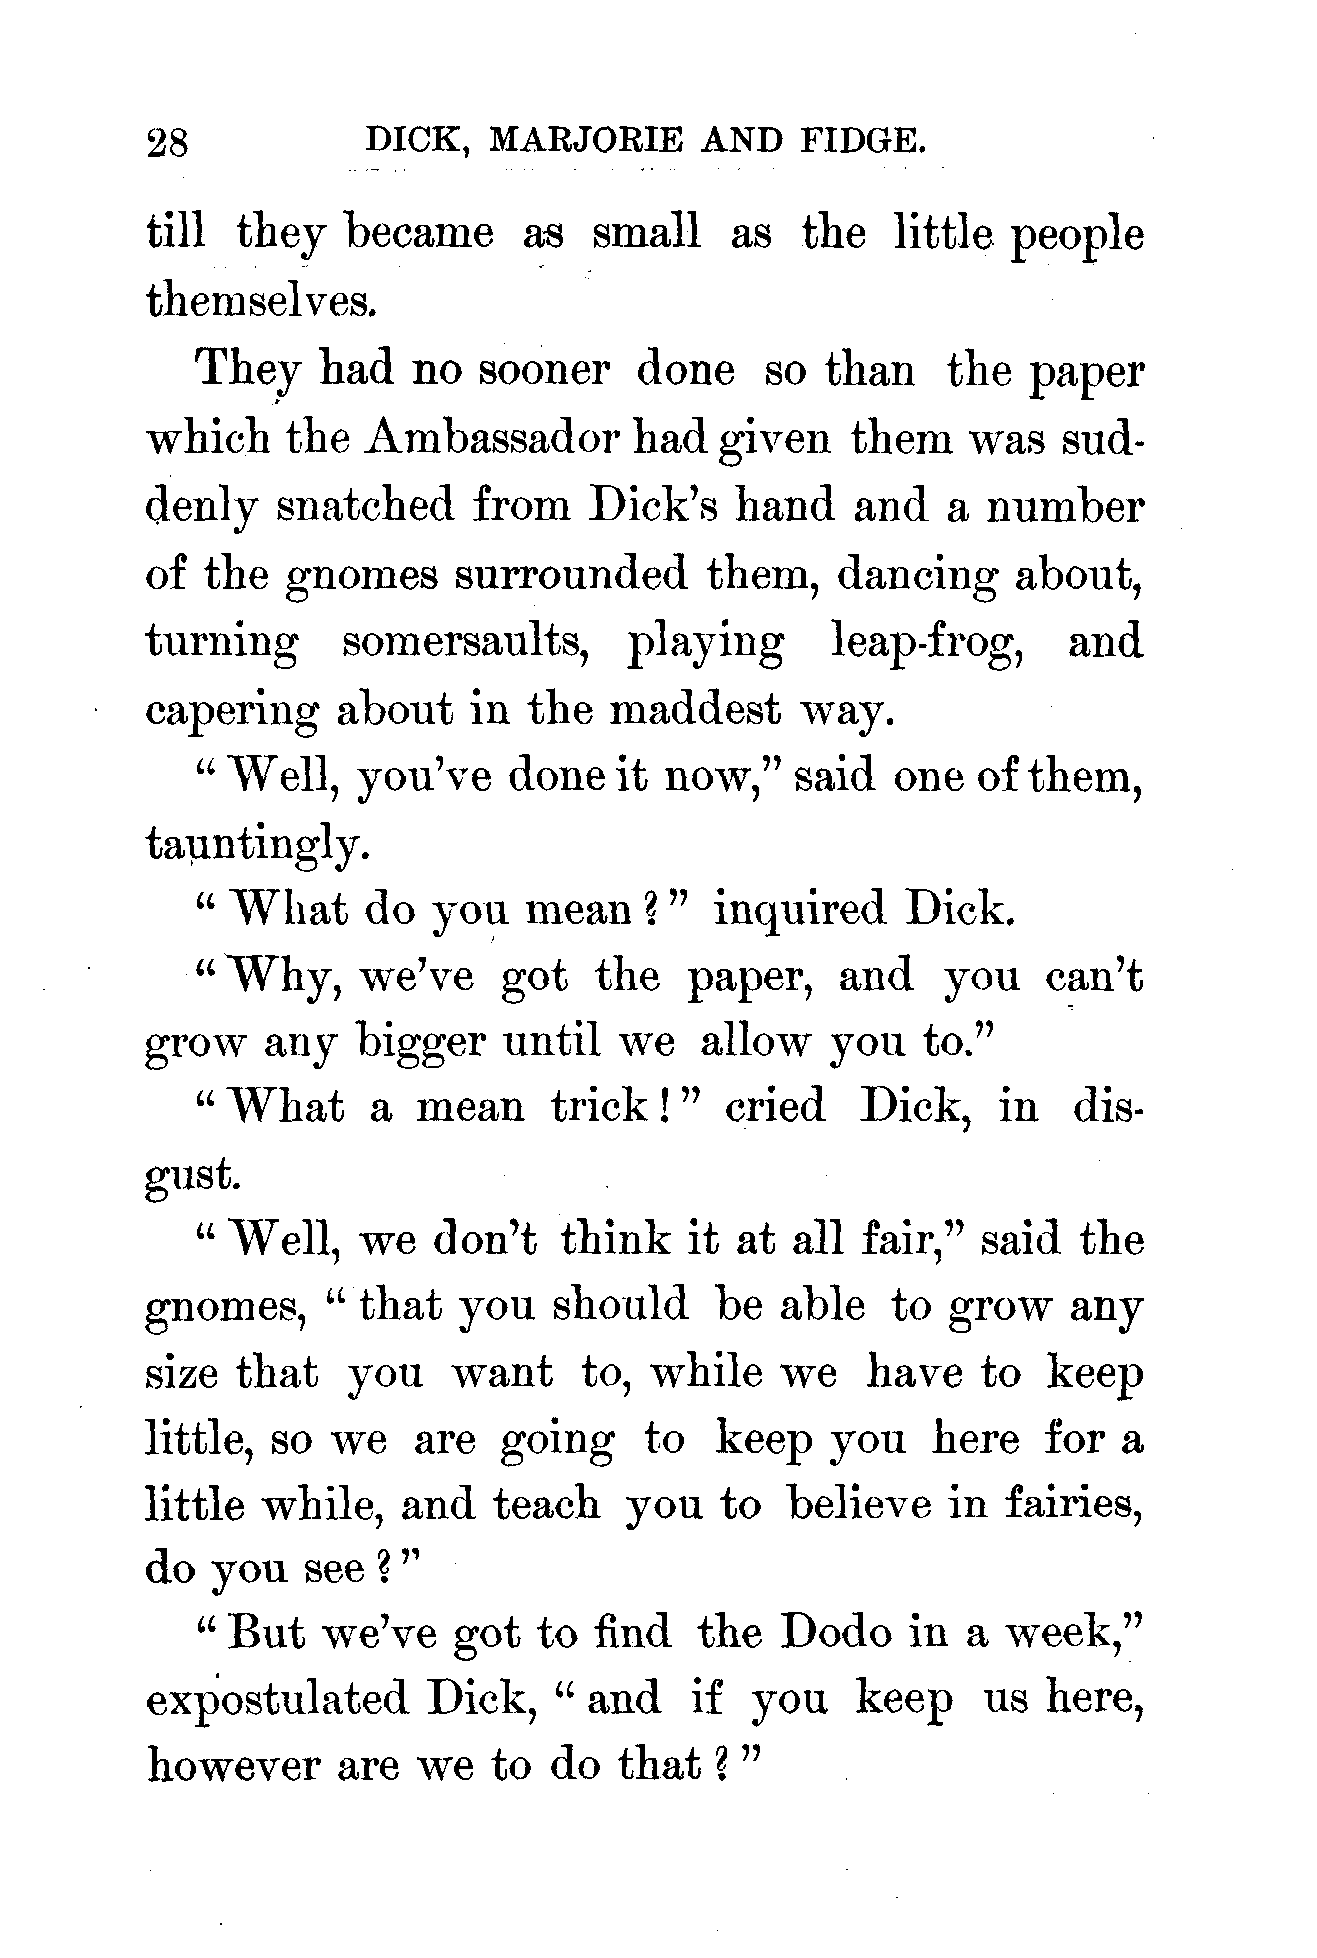 28 DICK, MARJORIE AND FIDGE.
till they became as small as the little people
themselves.
They had no sooner done so than the paper
which the Ambassador had given them was sud-
denly snatched from Dick's hand and a number
of the gnomes surrounded them, dancing about,
turning somersaults, playing leap-frog, and
capering about in the maddest way.
" Well, you've done it now," said one of them,
tauntingly.
" What do you mean ? " inquired Dick.
" Why, we've got the paper, and you can't
grow any bigger until we allow you to."
" What a mean trick ! " cried Dick, in dis-
gust.
" Well, we don't think it at all fair," said the
gnomes, " that you should be able to grow any
size that you want to, while we have to keep
little, so we are going to keep you here for a
little while, and teach you to believe in fairies,
do you see ? "
" But we've got to find the Dodo in a week,"
expostulated Dick, " and if you keep us here,
however are we to do that ? "